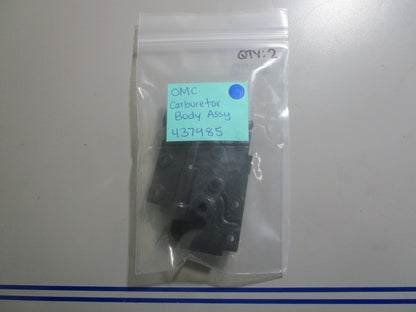 QTY: 2
OMC
Carburetor
Body Assy
437985